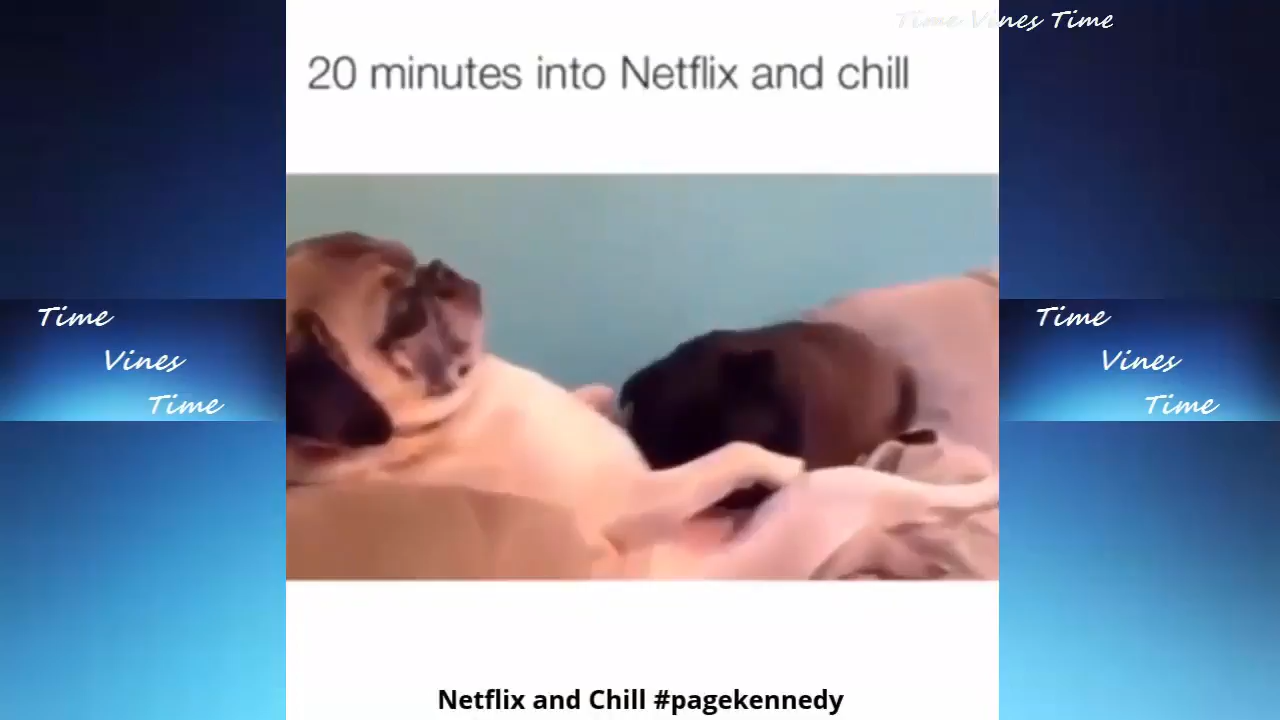 Time Vines Time
20 minutes into Netflix and chill
Time
Vines
Time
Time
Vines
Time
Netflix and Chill #pagekennedy